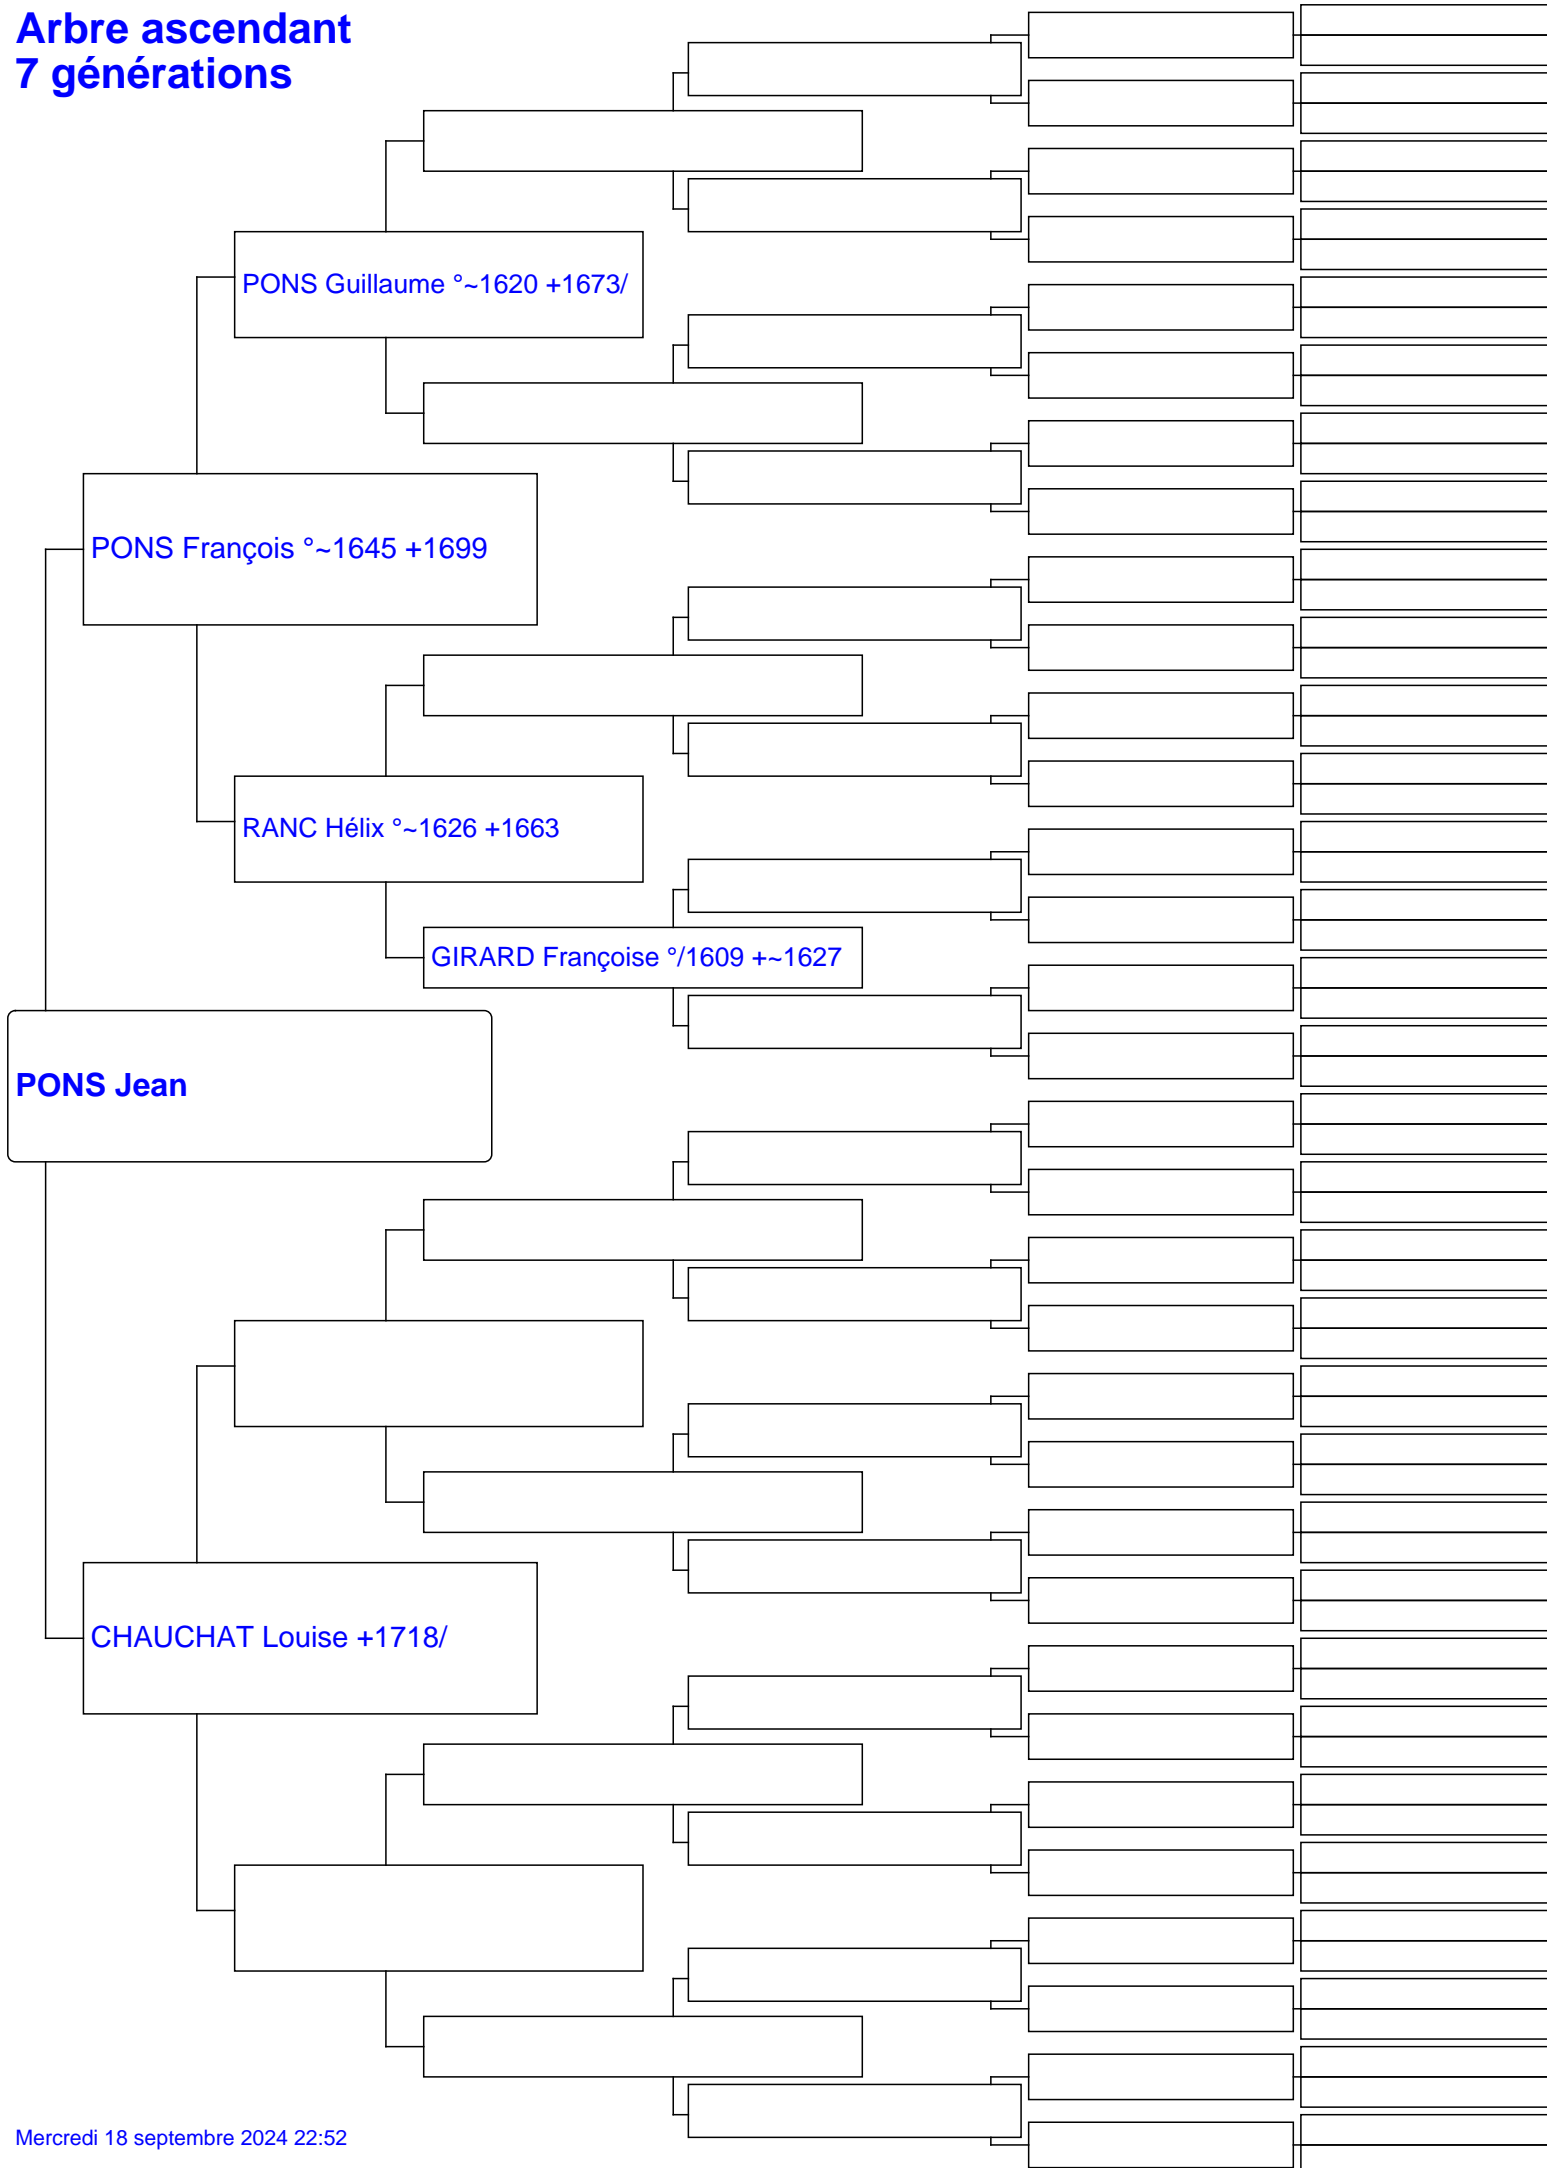 Arbre ascendant
7 générations
PONS Guillaume °~1620 +1673/
PONS François °~1645 +1699
RANC Hélix °~1626 +1663
GIRARD Françoise °/1609 +~1627
PONS Jean
CHAUCHAT Louise +1718/
Mercredi 18 septembre 2024 22:52